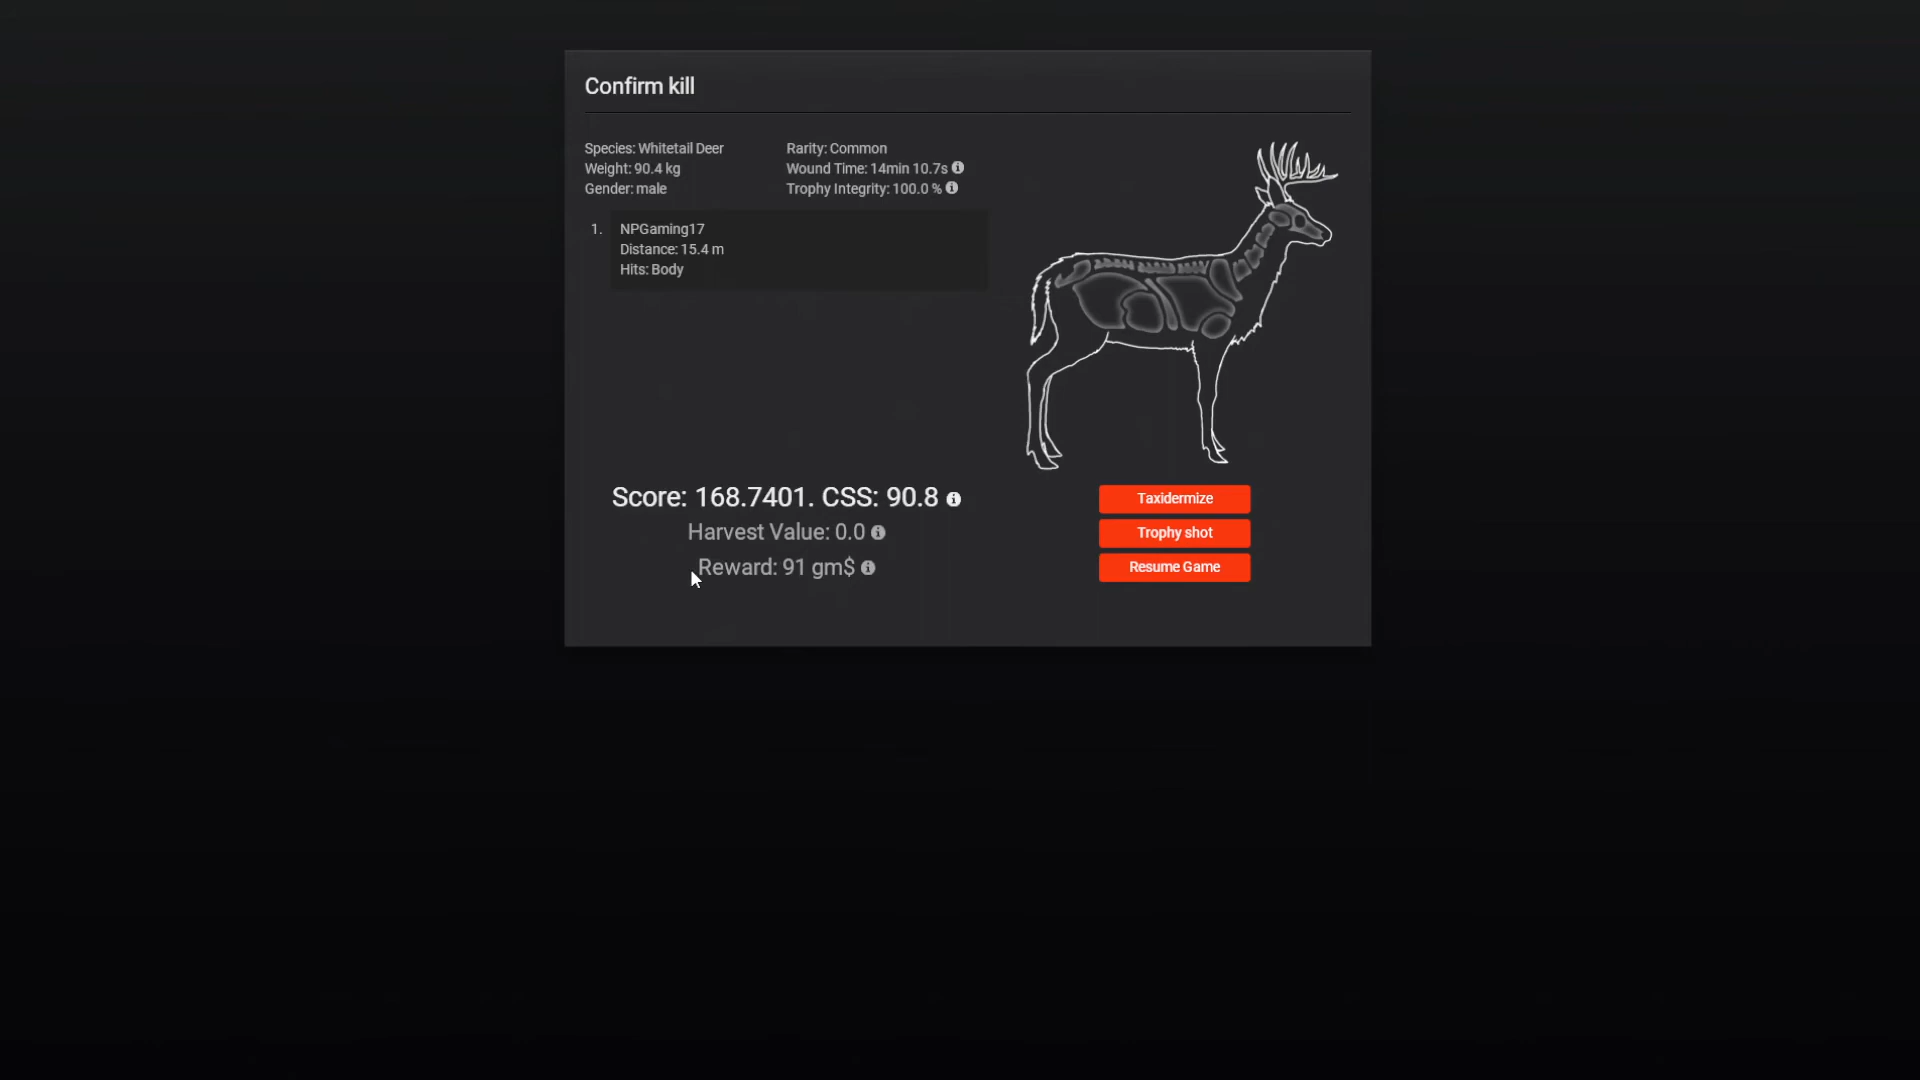 Confirm kill
Species: Whitetail Deer
Weight: 90.4 kg
Gender: male
Rarity: Common
Wound Time: 14min 10.7s
Trophy Integrity: 100.0 %
1. NPGaming17
Distance: 15.4 m
Hits: Body
Score: 168.7401. CSS: 90.8
Harvest Value: 0.0
Reward: 91 gm$
Taxidermize
Trophy shot
Resume Game